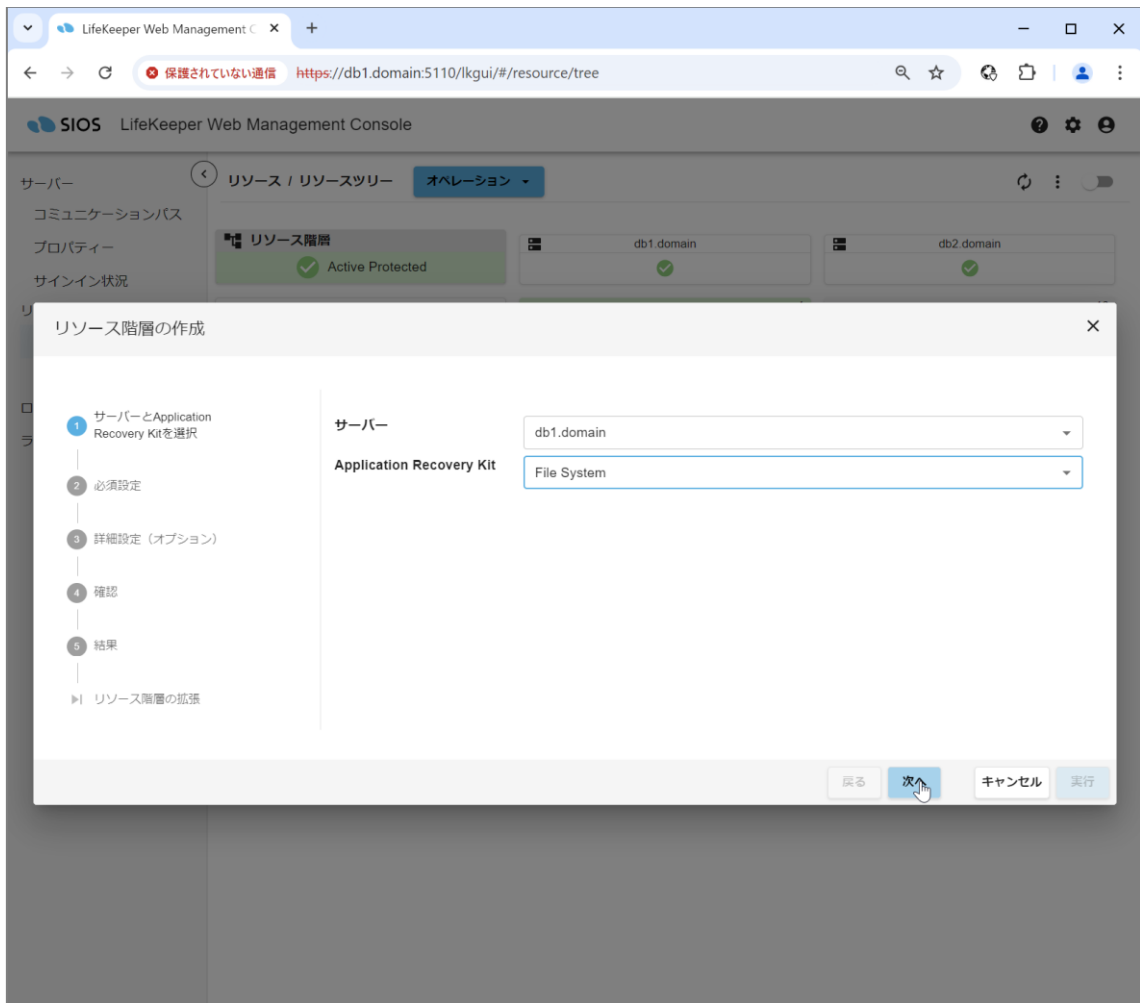 LifeKeeper Web Management C
保護されていない通信
https://db1.domain:5110/lkgui/#/resource/tree
SIOS LifeKeeper Web Management Console
サーバー
コミュニケーションパス
プロパティー
サインイン状況
リソース / リソースツリー
オペレーション
リソース階層
Active Protected
db1.domain
db2.domain
リ
ロ
ラ
リソース階層の作成
1 サーバーとApplication
Recovery Kitを選択
2 必須設定
3 詳細設定（オプション）
4 確認
5 結果
リソース階層の拡張
サーバー
db1.domain
Application Recovery Kit
File System
戻る
次へ
キャンセル
実行